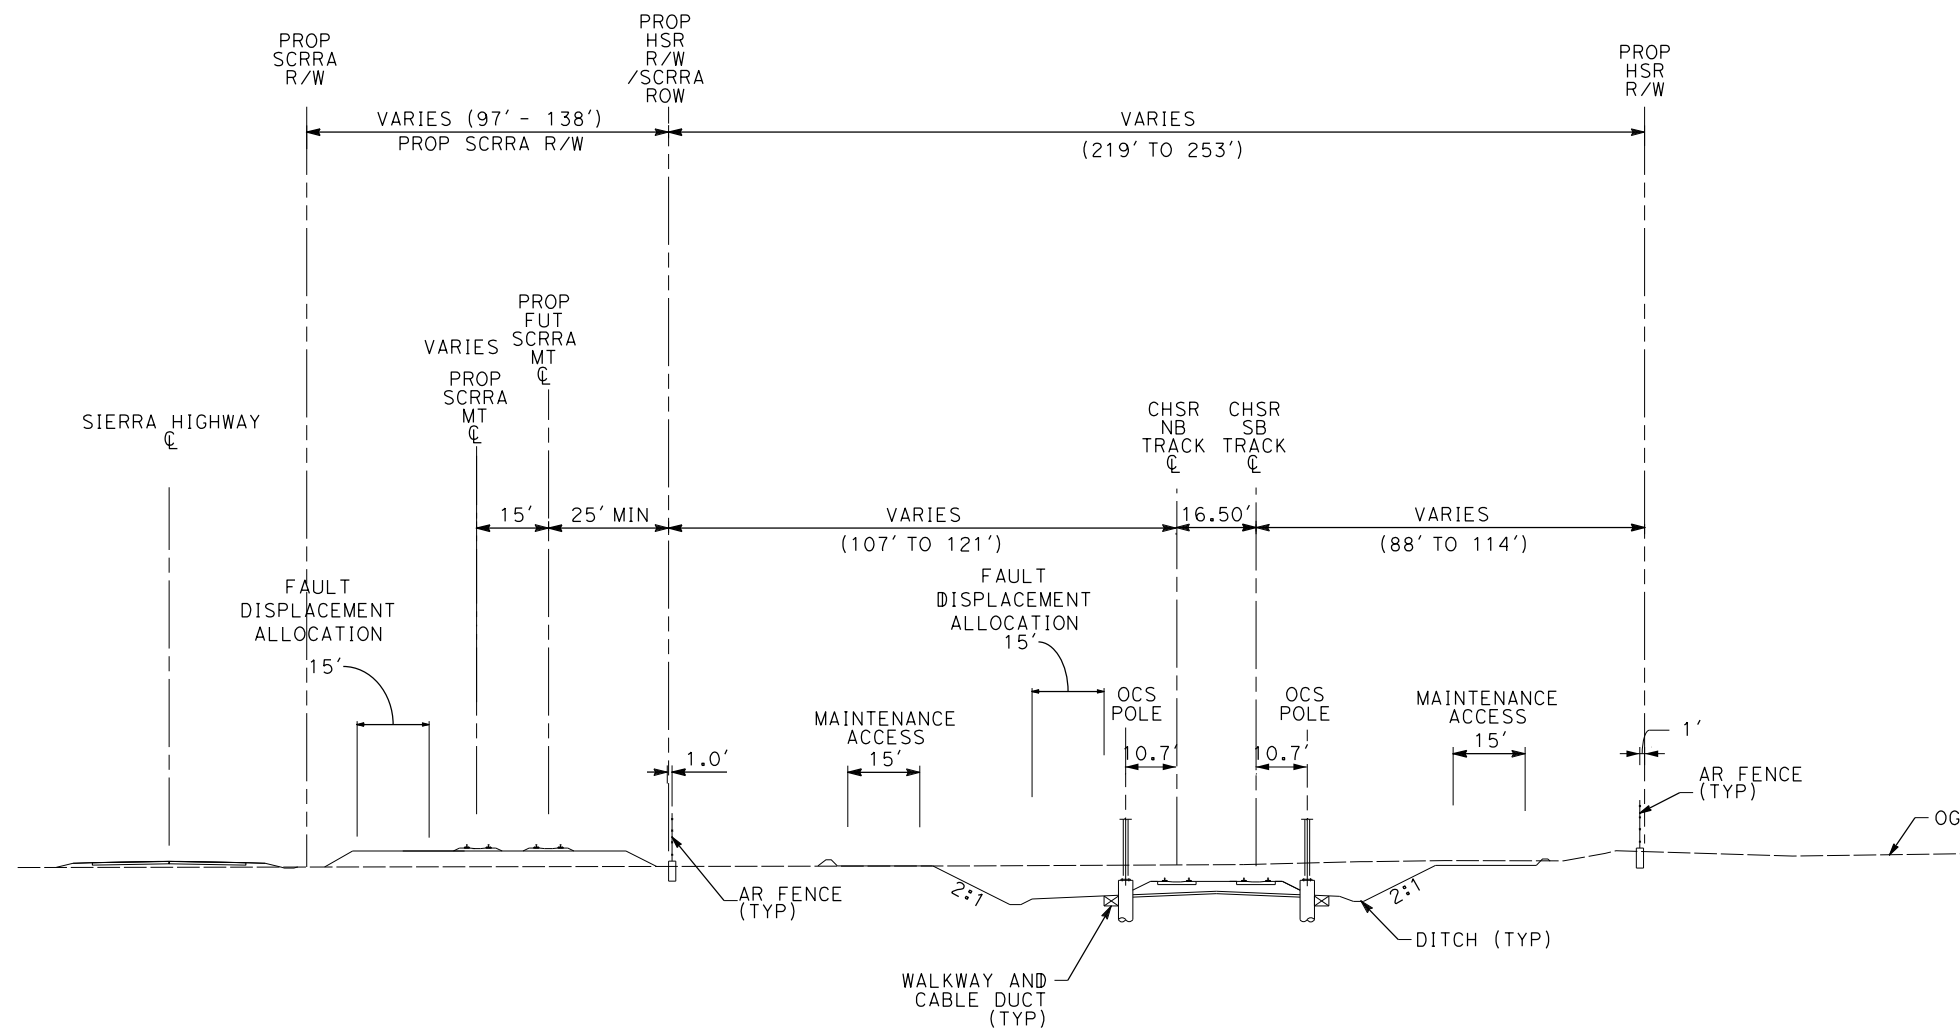 PROP
SCRRA
R/W
PROP
HSR
R/W
/SCRRA
ROW
PROP
HSR
R/W
VARIES (97' - 138')
PROP SCRRA R/W
VARIES
(219' TO 253')
SIERRA HIGHWAY
℄
VARIES
PROP
SCRRA
MT
℄
PROP
FUT
SCRRA
MT
℄
CHSR
NB
TRACK
℄
CHSR
SB
TRACK
℄
15'
25' MIN
VARIES
(107' TO 121')
16.50'
VARIES
(88' TO 114')
FAULT
DISPLACEMENT
ALLOCATION
15'
FAULT
DISPLACEMENT
ALLOCATION
15'
1.0'
MAINTENANCE
ACCESS
15'
OCS
POLE
10.7'
OCS
POLE
10.7'
MAINTENANCE
ACCESS
15'
1'
AR FENCE
(TYP)
OG
AR FENCE
(TYP)
2:1
2:1
DITCH (TYP)
WALKWAY AND
CABLE DUCT
(TYP)